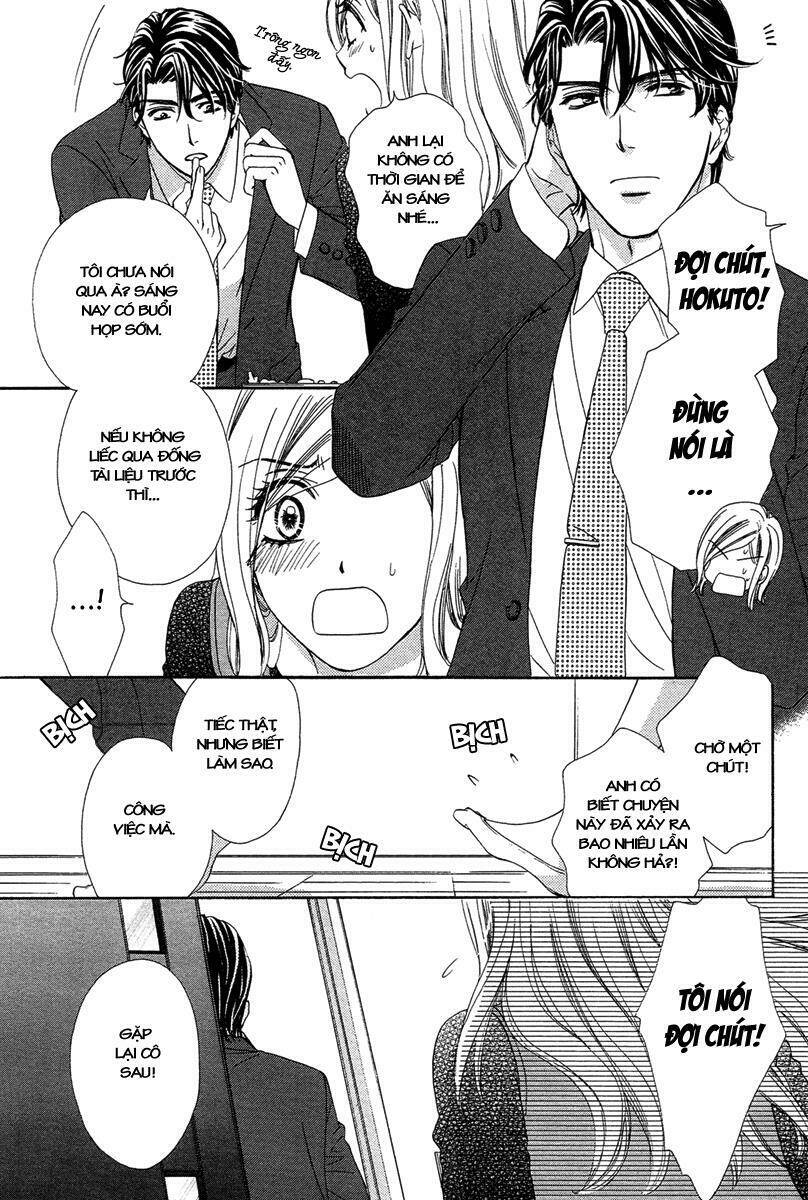 ĐỢI CHÚT,
HOKUTO!
ĐỪNG
NÓI LÀ
...
ANH LẠI
KHÔNG CÓ
THỜI GIAN ĐỂ
ĂN SÁNG
NHÉ...
Trông ngon
đấy.
TÔI CHƯA NÓI
QUA À? SÁNG
NAY CÓ BUỔI
HỌP SỚM.
NẾU KHÔNG
LIẾC QUA ĐỐNG
TÀI LIỆU TRƯỚC
THÌ...
...!
CHỜ MỘT
CHÚT!
ANH CÓ
BIẾT CHUYỆN
NÀY ĐÃ XẢY RA
BAO NHIÊU LẦN
KHÔNG HẢ?!
BỊCH
TIẾC THẬT,
NHƯNG BIẾT
LÀM SAO.
CÔNG
VIỆC MÀ.
BỊCH
BỊCH
TÔI NÓI
ĐỢI CHÚT!
GẶP
LẠI CÔ
SAU!